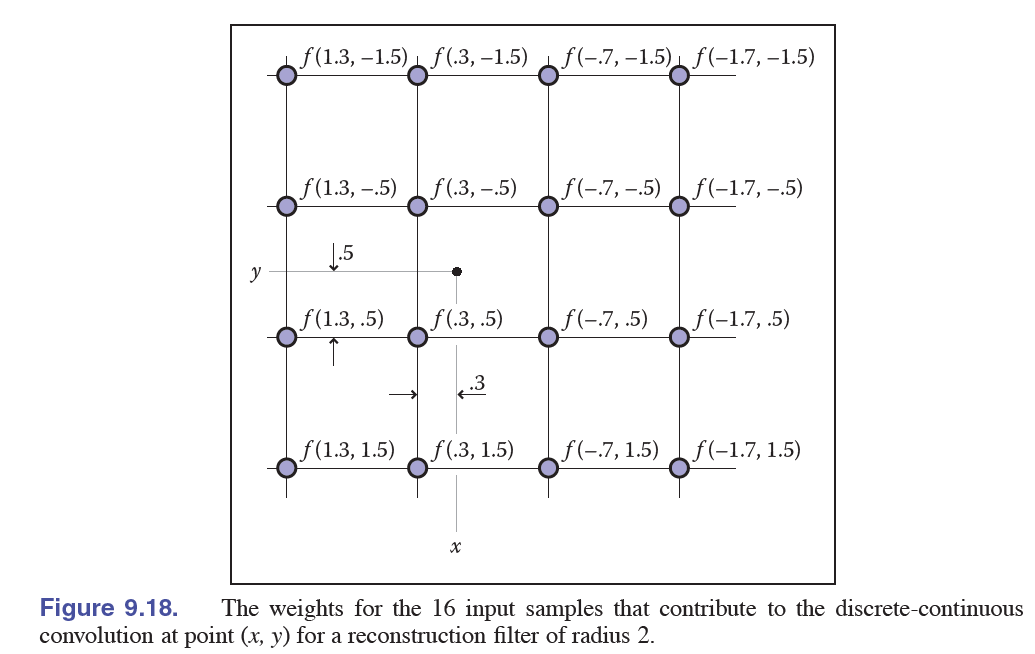 f(1.3, –1.5) f(.3, –1.5) f(–.7, –1.5) f(–1.7, –1.5)
f(1.3, –.5) f(.3, –.5) f(–.7, –.5) f(–1.7, –.5)
.5
y
f(1.3, .5) f(.3, .5) f(–.7, .5) f(–1.7, .5)
.3
f(1.3, 1.5) f(.3, 1.5) f(–.7, 1.5) f(–1.7, 1.5)
x
Figure 9.18. The weights for the 16 input samples that contribute to the discrete-continuous
convolution at point (x, y) for a reconstruction filter of radius 2.